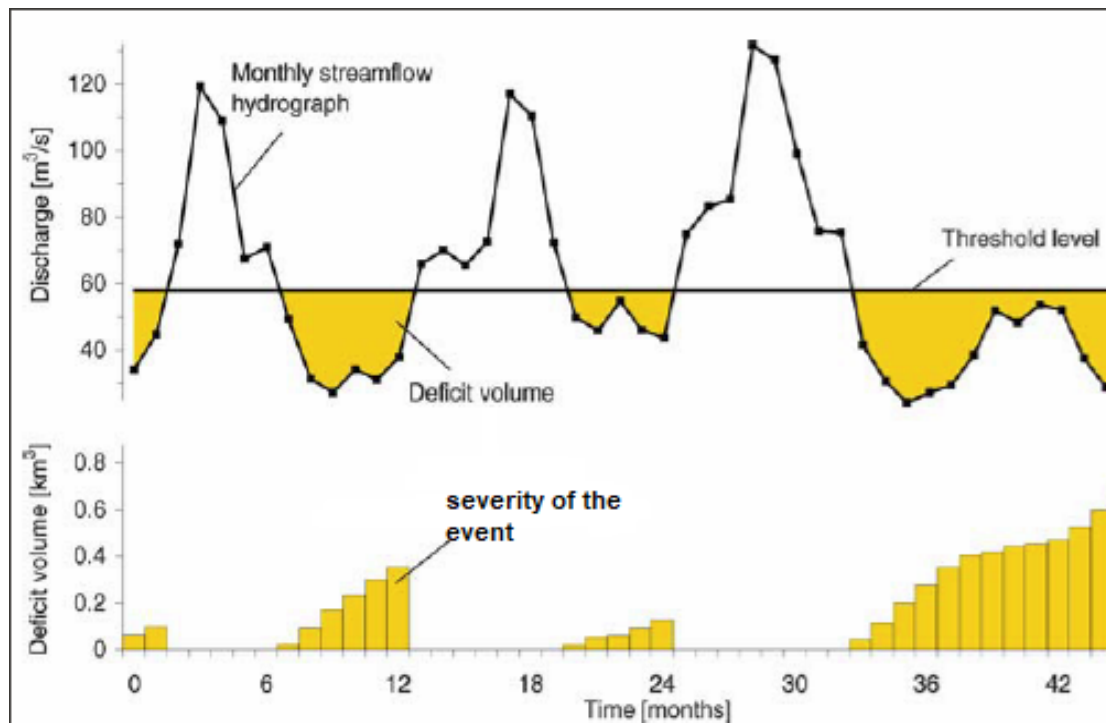 Discharge [m³/s]
120
100
80
60
40
Monthly streamflow
hydrograph
Threshold level
Deficit volume
Deficit volume [km³]
0.8
0.6
0.4
0.2
0
severity of the
event
0 6 12 18 24 30 36 42
Time [months]